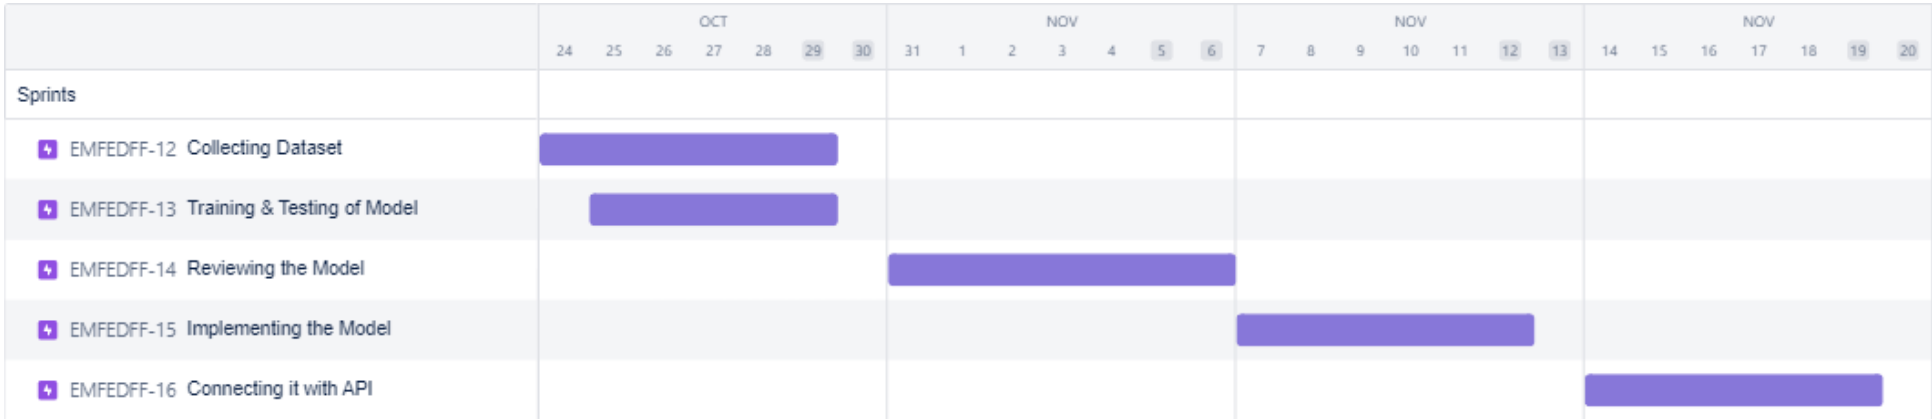 OCT NOV NOV NOV
24 25 26 27 28 29 30 31 1 2 3 4 5 6 7 8 9 10 11 12 13 14 15 16 17 18 19 20
Sprints
EMFEDFF-12 Collecting Dataset
EMFEDFF-13 Training & Testing of Model
EMFEDFF-14 Reviewing the Model
EMFEDFF-15 Implementing the Model
EMFEDFF-16 Connecting it with API